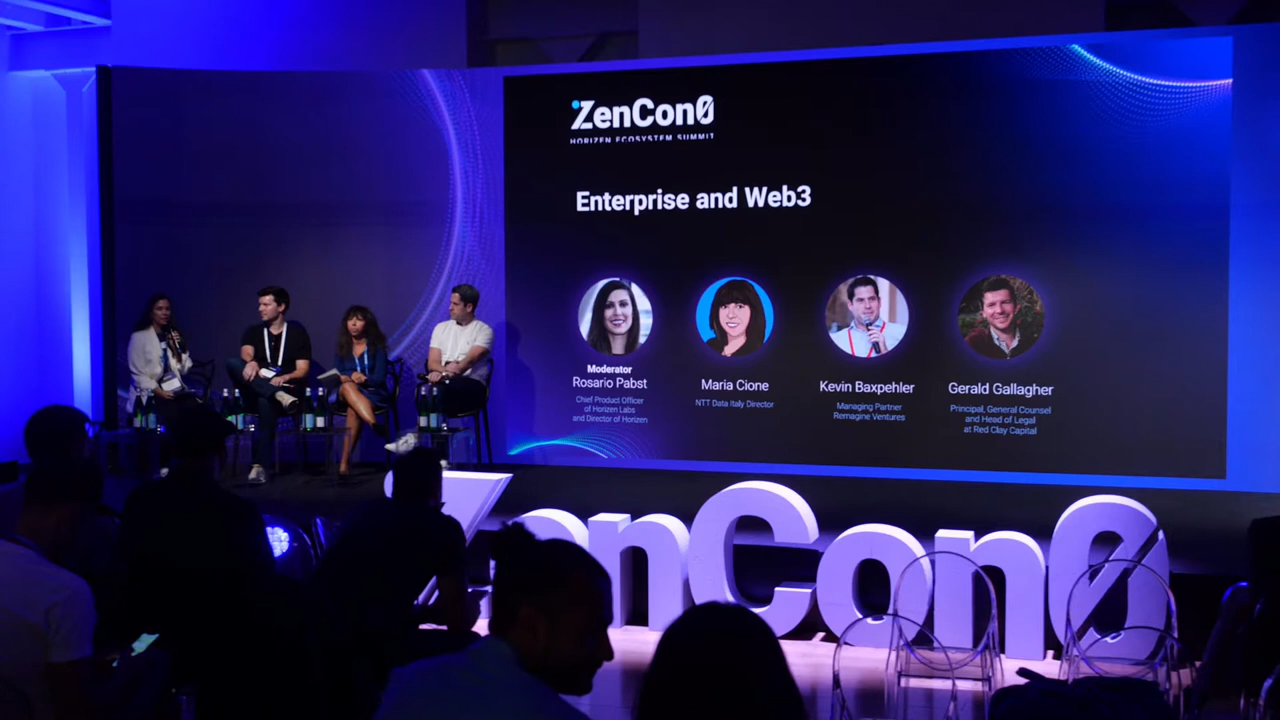 ZenCon0
HORIZEN ECOSYSTEM SUMMIT
Enterprise and Web3
Moderator
Rosario Pabst
Chief Product Officer
of Horizen Labs
and Director of Horizen
Maria Cione
NTT Data Italy Director
Kevin Baxpehler
Managing Partner
Remagine Ventures
Gerald Gallagher
Principal, General Counsel
and Head of Legal
at Red Clay Capital
ZenCon0